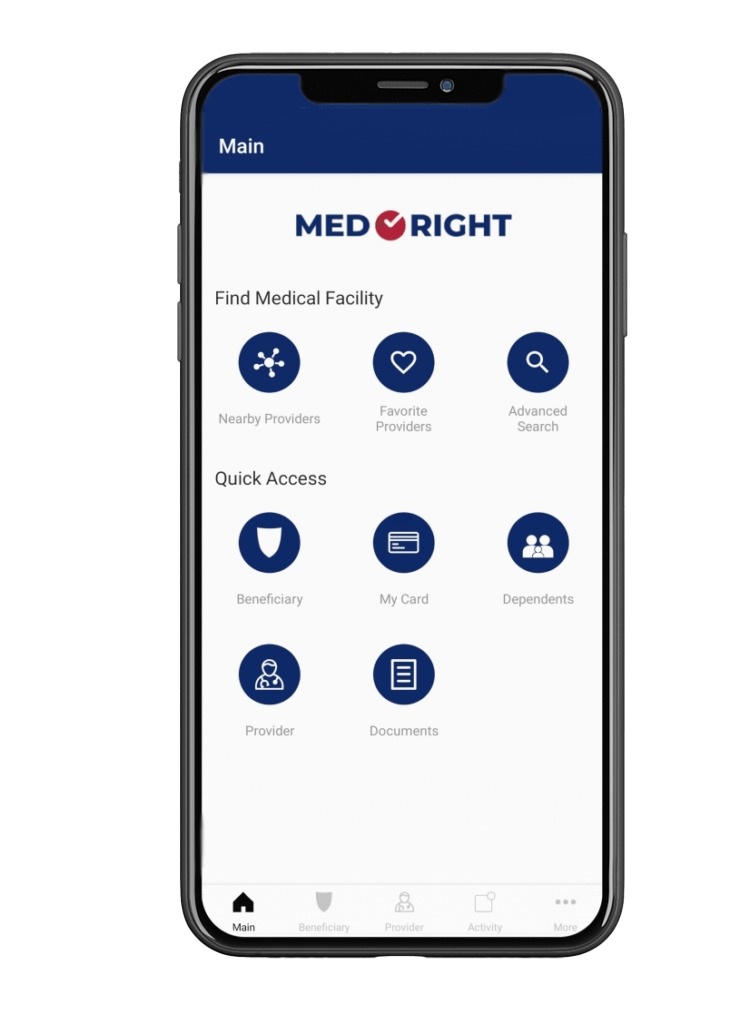 Main
MED RIGHT
Find Medical Facility
Nearby Providers
Favorite
Providers
Advanced
Search
Quick Access
Beneficiary
My Card
Dependents
Provider
Documents
Main
Beneficiary
Provider
Activity
More